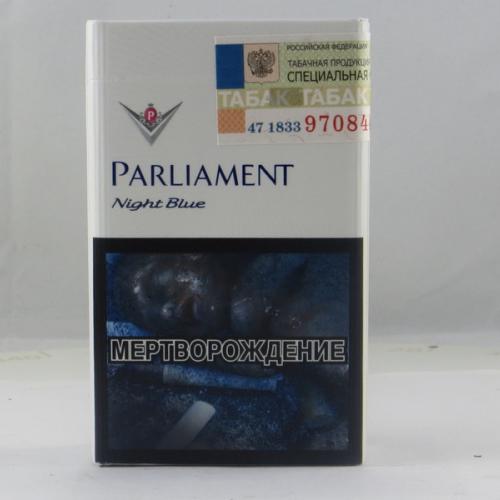 РОССИЙСКАЯ ФЕДЕРАЦИЯ
ТАБАЧНАЯ ПРОДУКЦИЯ
СПЕЦИАЛЬНАЯ
ТАБАК ТАБАК
47 1833 97084
P
PARLIAMENT
Night Blue
МЕРТВОРОЖДЕНИЕ